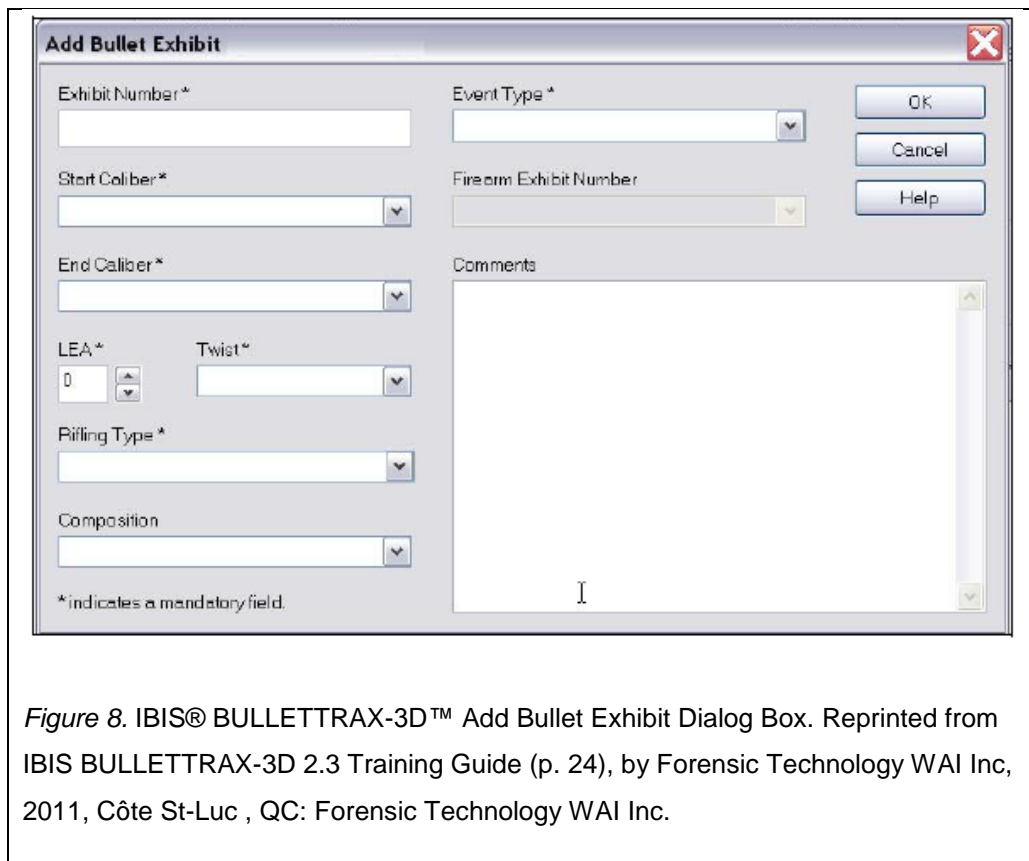 Add Bullet Exhibit
Exhibit Number*
Start Caliber*
End Caliber*
LEA*
Twist*
0
Rifling Type*
Composition
*indicates a mandatory field.
Event Type*
Firearm Exhibit Number
Comments
OK
Cancel
Help
Figure 8. IBIS® BULLETTRAX-3D™ Add Bullet Exhibit Dialog Box. Reprinted from
IBIS BULLETTRAX-3D 2.3 Training Guide (p. 24), by Forensic Technology WAI Inc,
2011, Côte St-Luc , QC: Forensic Technology WAI Inc.